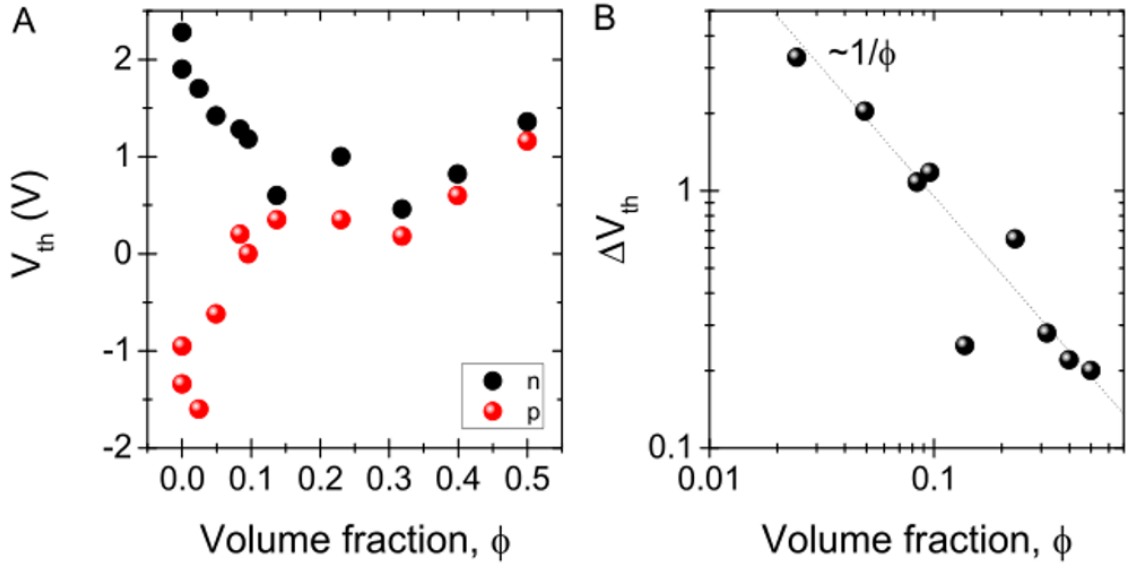 A
V_th (V)
2
1
0
-1
-2
n
p
0.0 0.1 0.2 0.3 0.4 0.5
Volume fraction, ϕ
B
~1/ϕ
ΔV_th
1
0.1
0.01 0.1
Volume fraction, ϕ